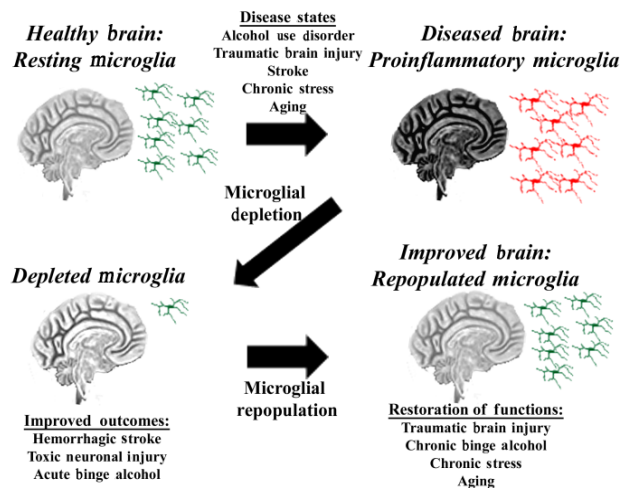 Healthy brain:
Resting microglia
Disease states
Alcohol use disorder
Traumatic brain injury
Stroke
Chronic stress
Aging
Diseased brain:
Proinflammatory microglia
Microglial
depletion
Depleted microglia
Improved outcomes:
Hemorrhagic stroke
Toxic neuronal injury
Acute binge alcohol
Microglial
repopulation
Improved brain:
Repopulated microglia
Restoration of functions:
Traumatic brain injury
Chronic binge alcohol
Chronic stress
Aging